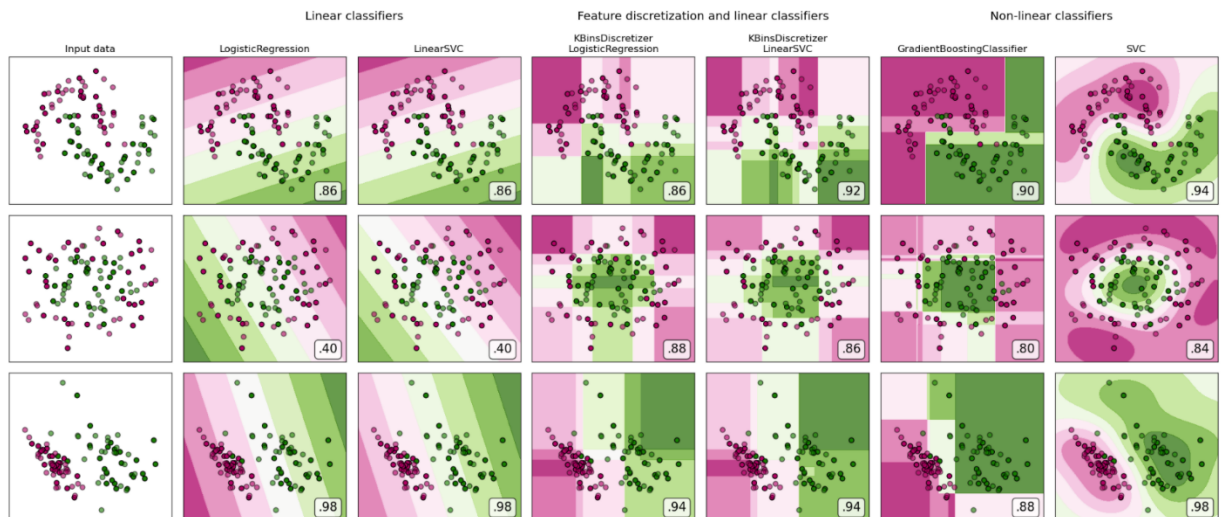 Linear classifiers
Feature discretization and linear classifiers
Non-linear classifiers
Input data
LogisticRegression
LinearSVC
KBinsDiscretizer
LogisticRegression
KBinsDiscretizer
LinearSVC
GradientBoostingClassifier
SVC
.86
.86
.86
.92
.90
.94
.40
.40
.88
.86
.80
.84
.98
.98
.94
.94
.88
.98